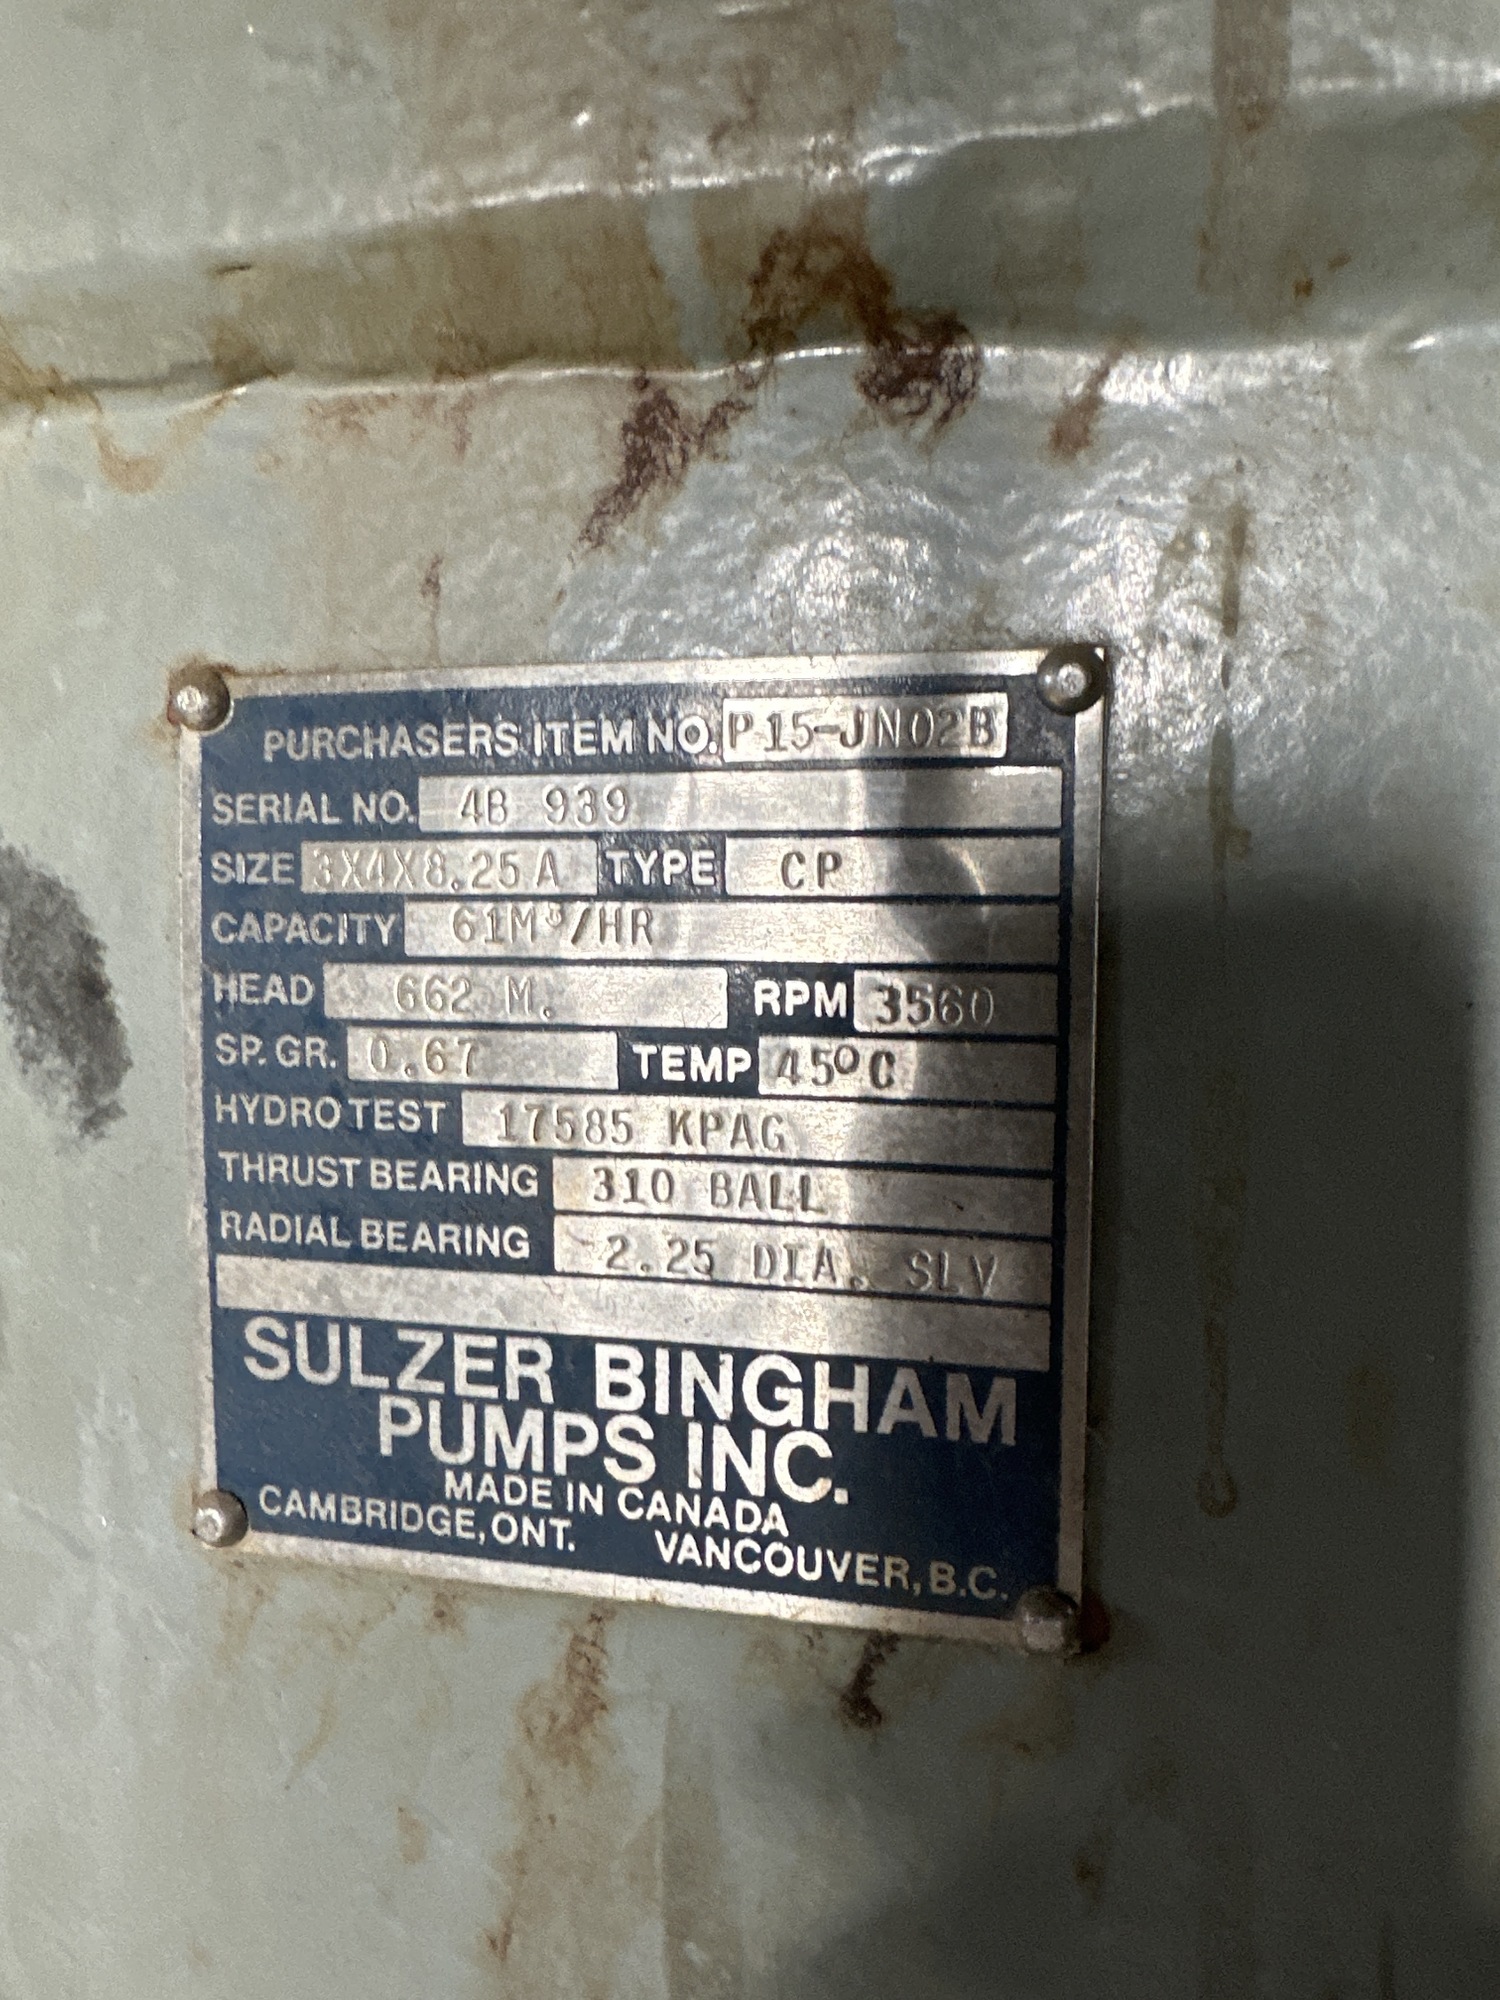 PURCHASERS ITEM NO. P15-JN02B
SERIAL NO. 4B 939
SIZE 3X4X8.25A TYPE CP
CAPACITY 61M³/HR
HEAD 662 M. RPM 3560
SP. GR. 0.67 TEMP 45ºC
HYDRO TEST 17585 KPAG
THRUST BEARING 310 BALL
RADIAL BEARING 2.25 DIA. SLV
SULZER BINGHAM
PUMPS INC.
MADE IN CANADA
CAMBRIDGE, ONT. VANCOUVER, B.C.